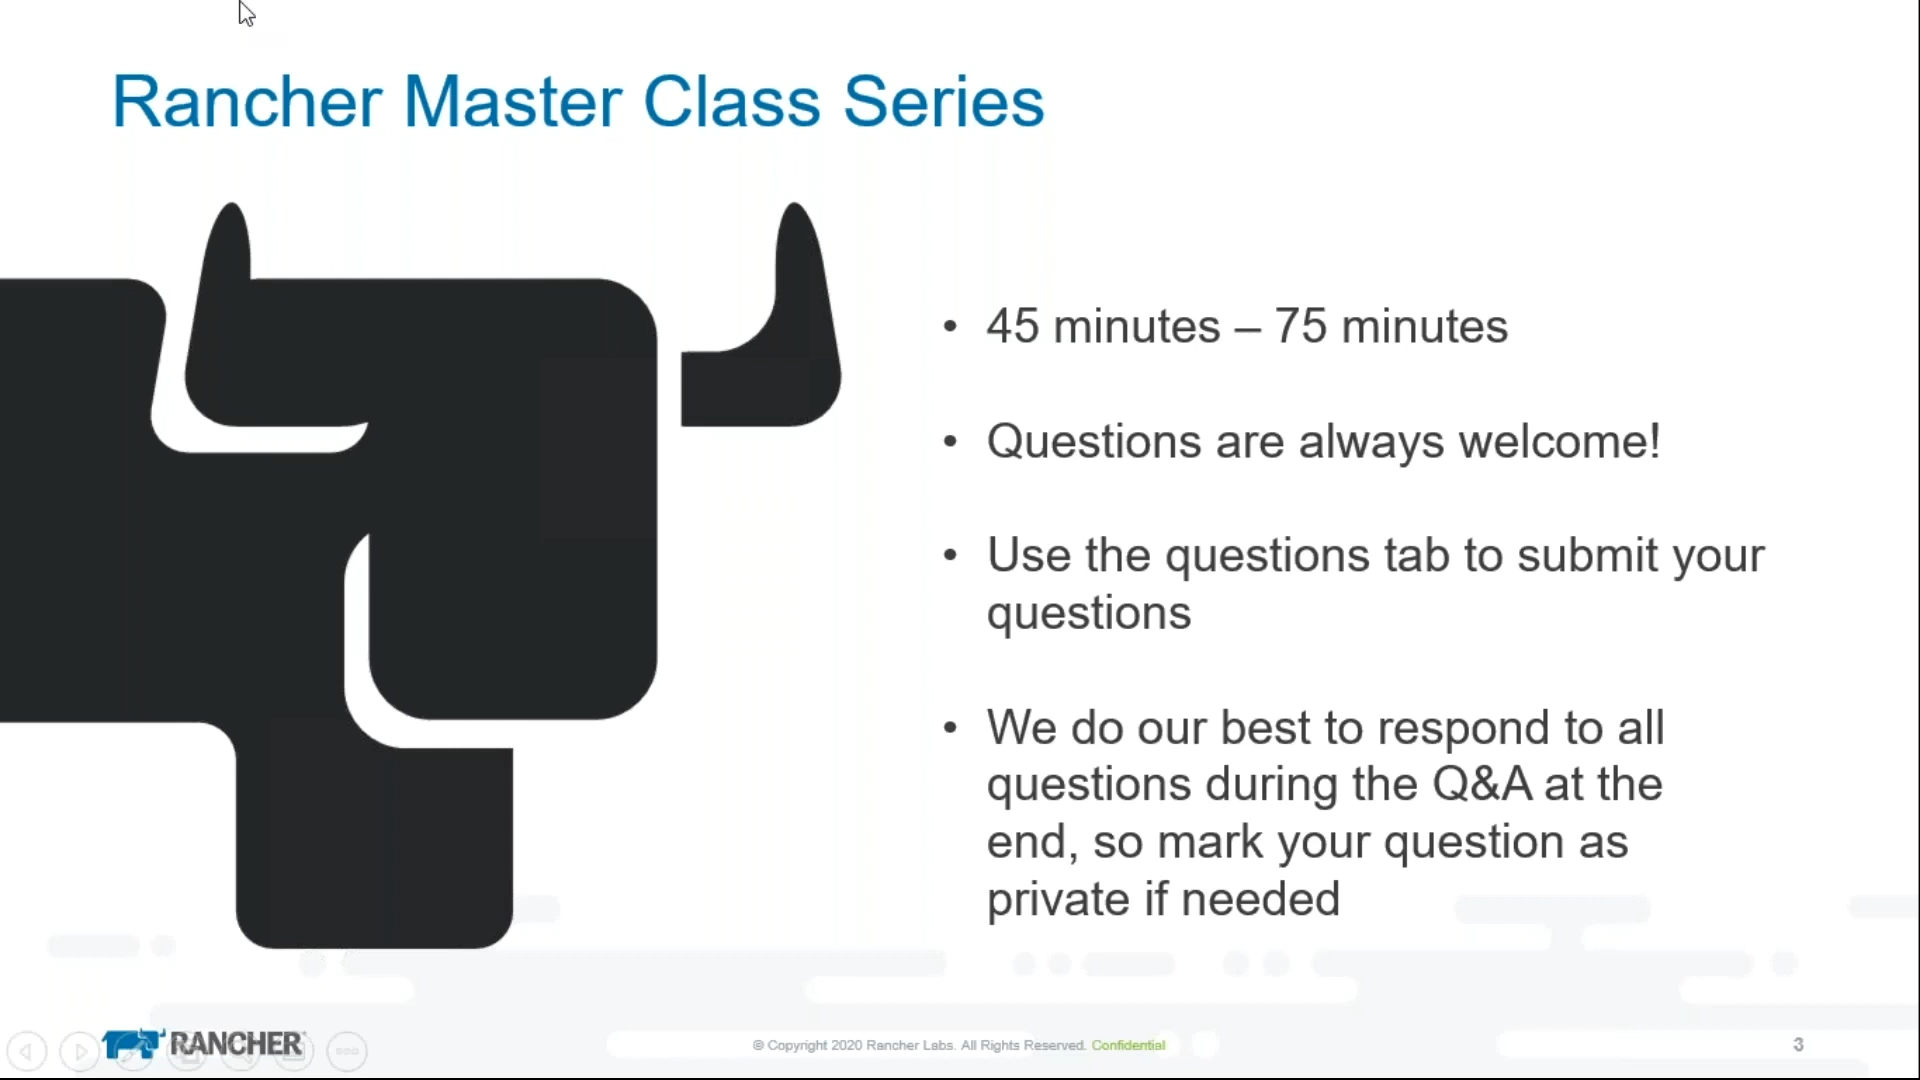 Rancher Master Class Series
• 45 minutes – 75 minutes
• Questions are always welcome!
• Use the questions tab to submit your
questions
• We do our best to respond to all
questions during the Q&A at the
end, so mark your question as
private if needed
RANCHER
© Copyright 2020 Rancher Labs. All Rights Reserved. Confidential
3